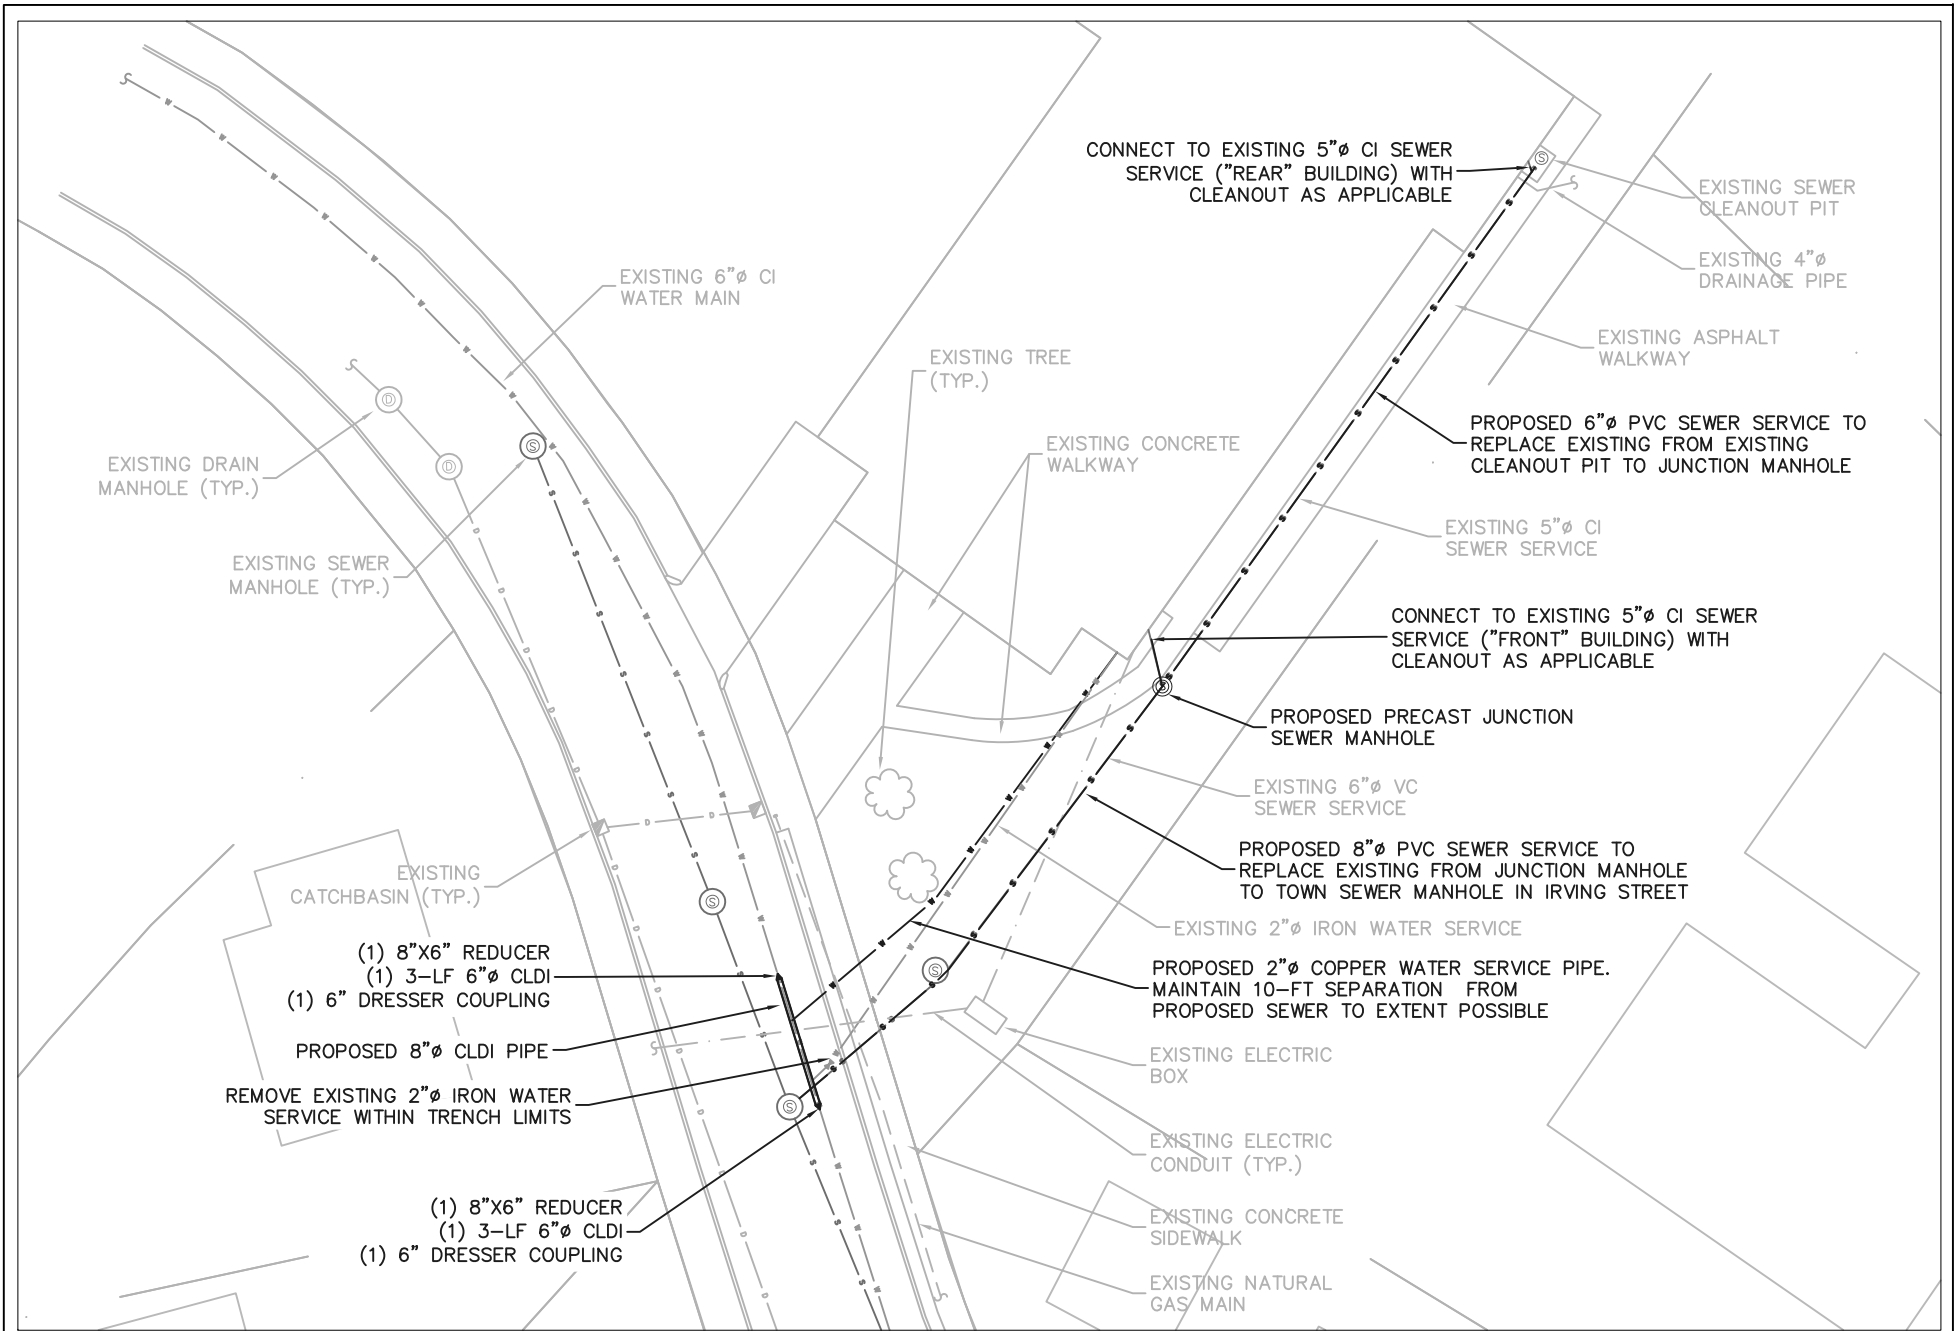 CONNECT TO EXISTING 5"ø CI SEWER
SERVICE ("REAR" BUILDING) WITH
CLEANOUT AS APPLICABLE
EXISTING SEWER
CLEANOUT PIT
EXISTING 4"ø
DRAINAGE PIPE
EXISTING 6"ø CI
WATER MAIN
EXISTING ASPHALT
WALKWAY
EXISTING TREE
(TYP.)
PROPOSED 6"ø PVC SEWER SERVICE TO
REPLACE EXISTING FROM EXISTING
CLEANOUT PIT TO JUNCTION MANHOLE
EXISTING CONCRETE
WALKWAY
EXISTING DRAIN
MANHOLE (TYP.)
EXISTING 5"ø CI
SEWER SERVICE
EXISTING SEWER
MANHOLE (TYP.)
CONNECT TO EXISTING 5"ø CI SEWER
SERVICE ("FRONT" BUILDING) WITH
CLEANOUT AS APPLICABLE
PROPOSED PRECAST JUNCTION
SEWER MANHOLE
EXISTING 6"ø VC
SEWER SERVICE
PROPOSED 8"ø PVC SEWER SERVICE TO
REPLACE EXISTING FROM JUNCTION MANHOLE
TO TOWN SEWER MANHOLE IN IRVING STREET
EXISTING
CATCHBASIN (TYP.)
EXISTING 2"ø IRON WATER SERVICE
(1) 8"X6" REDUCER
(1) 3-LF 6"ø CLDI
(1) 6" DRESSER COUPLING
PROPOSED 2"ø COPPER WATER SERVICE PIPE.
MAINTAIN 10-FT SEPARATION FROM
PROPOSED SEWER TO EXTENT POSSIBLE
PROPOSED 8"ø CLDI PIPE
EXISTING ELECTRIC
BOX
REMOVE EXISTING 2"ø IRON WATER
SERVICE WITHIN TRENCH LIMITS
EXISTING ELECTRIC
CONDUIT (TYP.)
(1) 8"X6" REDUCER
(1) 3-LF 6"ø CLDI
(1) 6" DRESSER COUPLING
EXISTING CONCRETE
SIDEWALK
EXISTING NATURAL
GAS MAIN